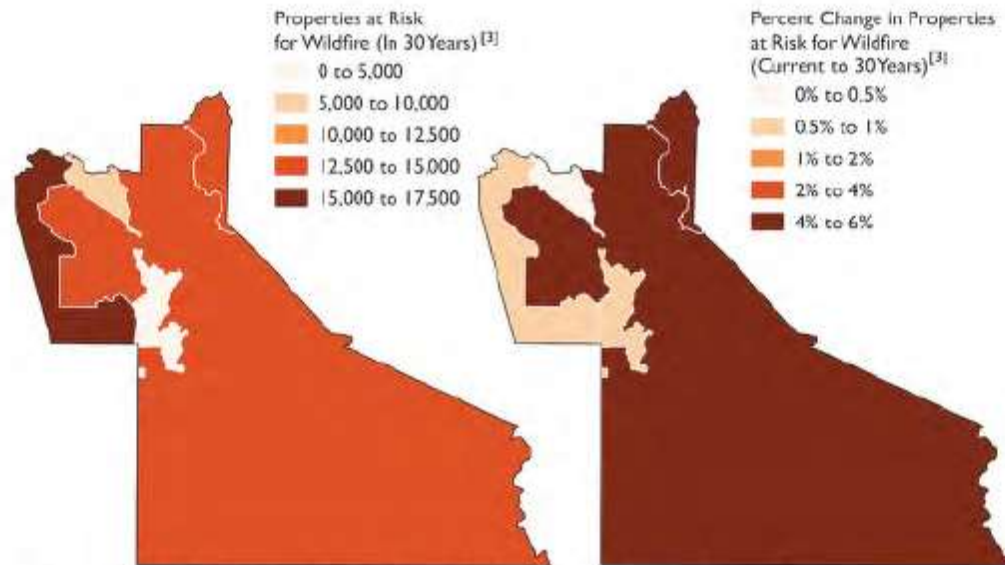 Properties at Risk
for Wildfire (In 30 Years)[3]
0 to 5,000
5,000 to 10,000
10,000 to 12,500
12,500 to 15,000
15,000 to 17,500
Percent Change in Properties
at Risk for Wildfire
(Current to 30 Years)[3]
0% to 0.5%
0.5% to 1%
1% to 2%
2% to 4%
4% to 6%